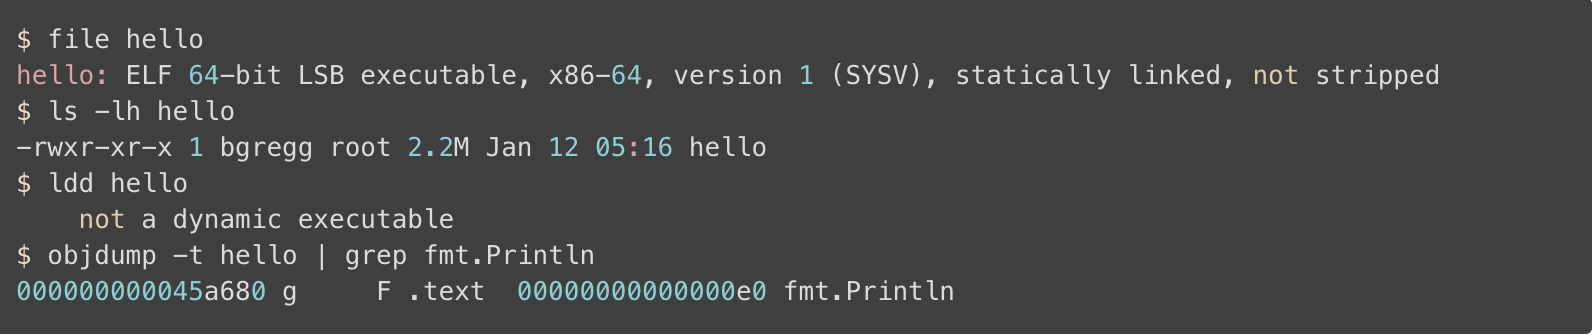 $ file hello
hello: ELF 64-bit LSB executable, x86-64, version 1 (SYSV), statically linked, not stripped
$ ls -lh hello
-rwxr-xr-x 1 bgregg root 2.2M Jan 12 05:16 hello
$ ldd hello
    not a dynamic executable
$ objdump -t hello | grep fmt.Println
000000000045a680 g     F .text  00000000000000e0 fmt.Println